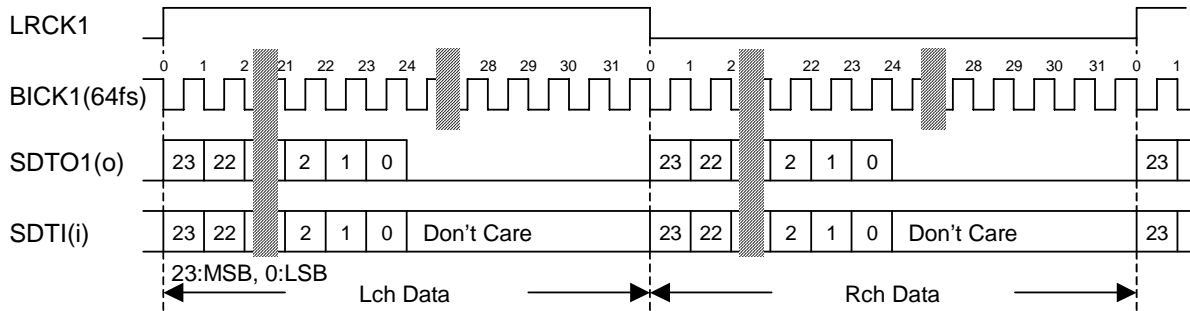 LRCK1
0 1 2 21 22 23 24 28 29 30 31 0 1 2 22 23 24 28 29 30 31 0 1
BICK1(64fs)
SDTO1(o) 23 22 2 1 0 23 22 2 1 0 23
SDTI(i) 23 22 2 1 0 Don't Care 23 22 2 1 0 Don't Care 23
23:MSB, 0:LSB
Lch Data Rch Data